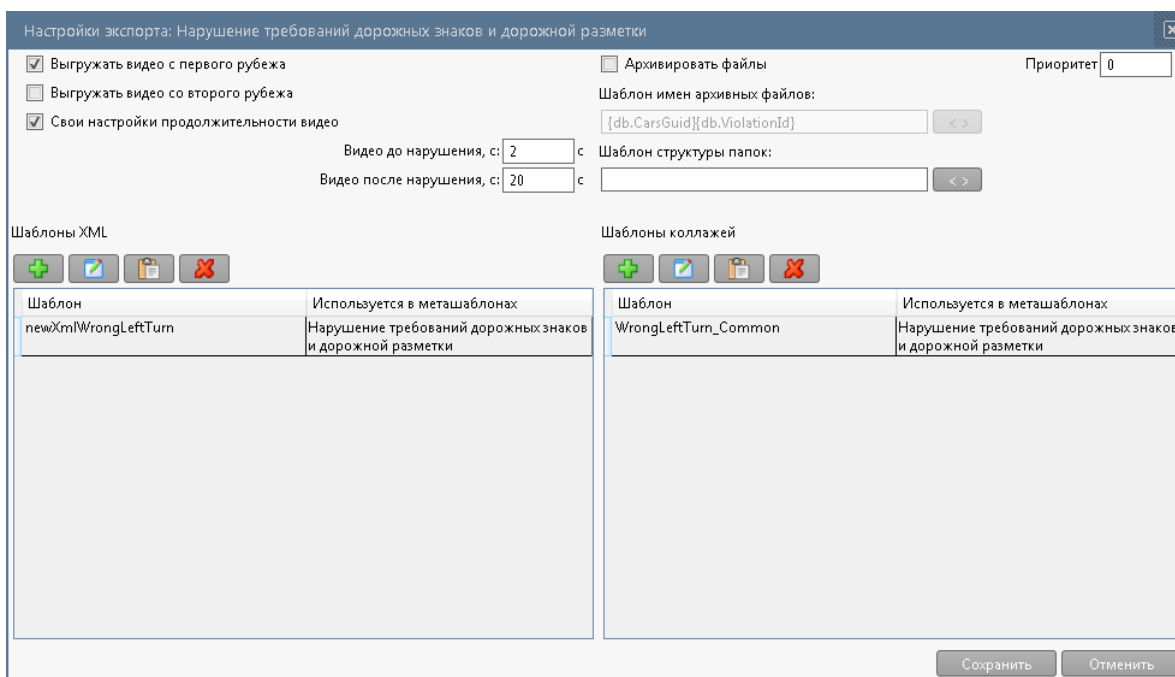 Настройки экспорта: Нарушение требований дорожных знаков и дорожной разметки
Выгружать видео с первого рубежа
Архивировать файлы
Приоритет 0
Выгружать видео со второго рубежа
Шаблон имен архивных файлов:
Свои настройки продолжительности видео
{db.CarsGuid}{db.ViolationId}
< >
Видео до нарушения, с: 2 с
Шаблон структуры папок:
Видео после нарушения, с: 20 с
< >
Шаблоны XML
Шаблоны коллажей
Шаблон
Используется в меташаблонах
newXmlWrongLeftTurn
Нарушение требований дорожных знаков
и дорожной разметки
Шаблон
Используется в меташаблонах
WrongLeftTurn_Common
Нарушение требований дорожных знаков
и дорожной разметки
Сохранить
Отменить